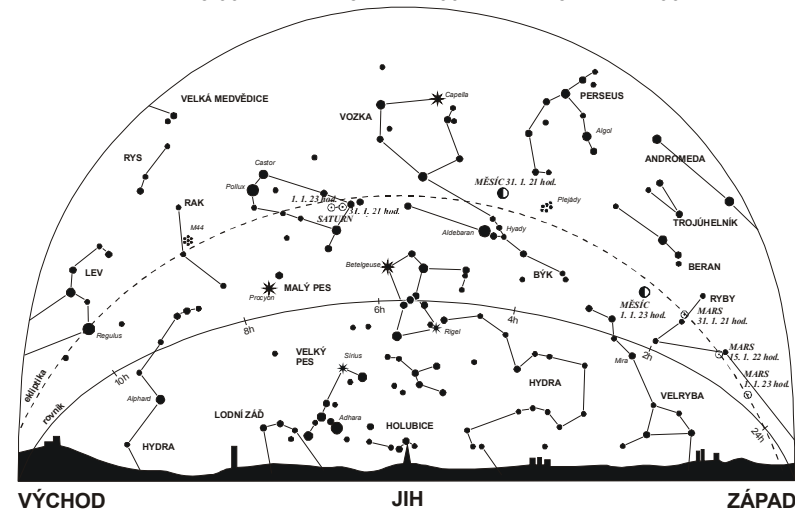 Capella
VELKÁ MEDVĚDICE
PERSEUS
VOZKA
Algol
RYS
Castor
ANDROMEDA
Pollux
MĚSÍC 31. 1. 21 hod.
1. 1. 23 hod.
RAK
31. 1. 21 hod.
Plejády
SATURN
TROJÚHELNÍK
M44
Aldebaran
Hyady
LEV
Betelgeuse
BERAN
BÝK
MALÝ PES
Procyon
MĚSÍC
1. 1. 23 hod.
RYBY
MARS
31. 1. 21 hod.
6h
4h
8h
Regulus
Rigel
VELKÝ
PES
Sírius
2h
MARS
15. 1. 22 hod.
Mira
ekliptika
10h
HYDRA
MARS
1. 1. 23 hod.
Alphard
VELRYBA
rovník
LODNÍ ZÁĎ
Adhara
HOLUBICE
24h
HYDRA
VÝCHOD
JIH
ZÁPAD